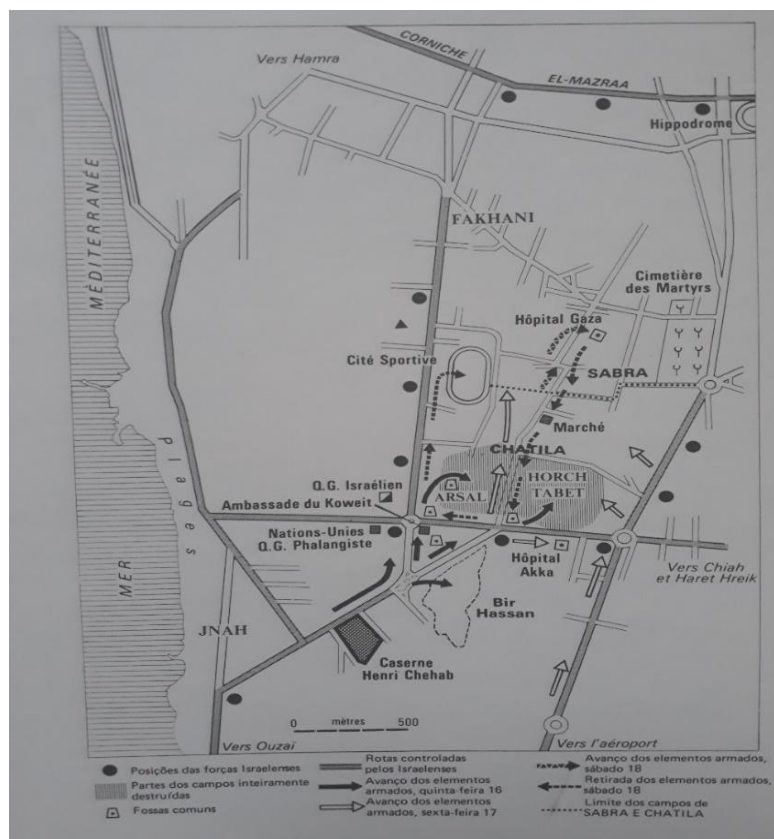 CORNICHE
EL-MAZRAA
Vers Hamra
Hippodrome
MÈDITERRANÉE
FAKHANI
Cimetière
des Martyrs
Hôpital Gaza
Cité Sportive
SABRA
Marché
CHATILA
HORCH
TABET
ARSAL
Plages
Q.G. Israélien
Ambassade du Koweit
Nations-Unies
Q.G. Phalangiste
Hôpital
Akka
Vers Chiah
et Haret Hreik
MER
Bir
Hassan
JNAH
Caserne
Henri Chehab
0 mètres 500
Vers Ouzaï
Vers l'aéroport
Posições das forças Israelenses
Partes dos campos inteiramente
destruídas
Fossas comuns
Rotas controladas
pelos Israelenses
Avanço dos elementos
armados, quinta-feira 16
Avanço dos elementos
armados, sexta-feira 17
Avanço dos elementos armados,
sábado 18
Retirada dos elementos armados,
sábado 18
Limite dos campos de
SABRA E CHATILA